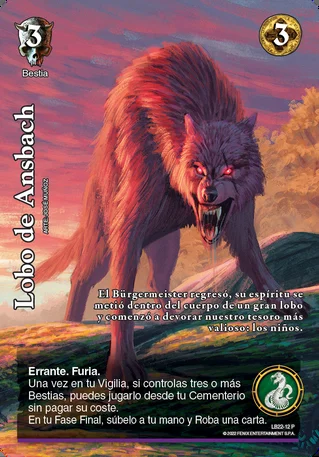 3
3
Bestia
Lobo de Ansbach
ARTE: JOSE MUÑOZ
El Bürgermeister regresó, su espíritu se
metió dentro del cuerpo de un gran lobo
y comenzó a devorar nuestro tesoro más
valioso: los niños.
Errante. Furia.
Una vez en tu Vigilia, si controlas tres o más
Bestias, puedes jugarlo desde tu Cementerio
sin pagar su coste.
En tu Fase Final, súbelo a tu mano y Roba una carta.
LB22-12 P
© 2022 FENIX ENTERTAINMENT S.P.A.